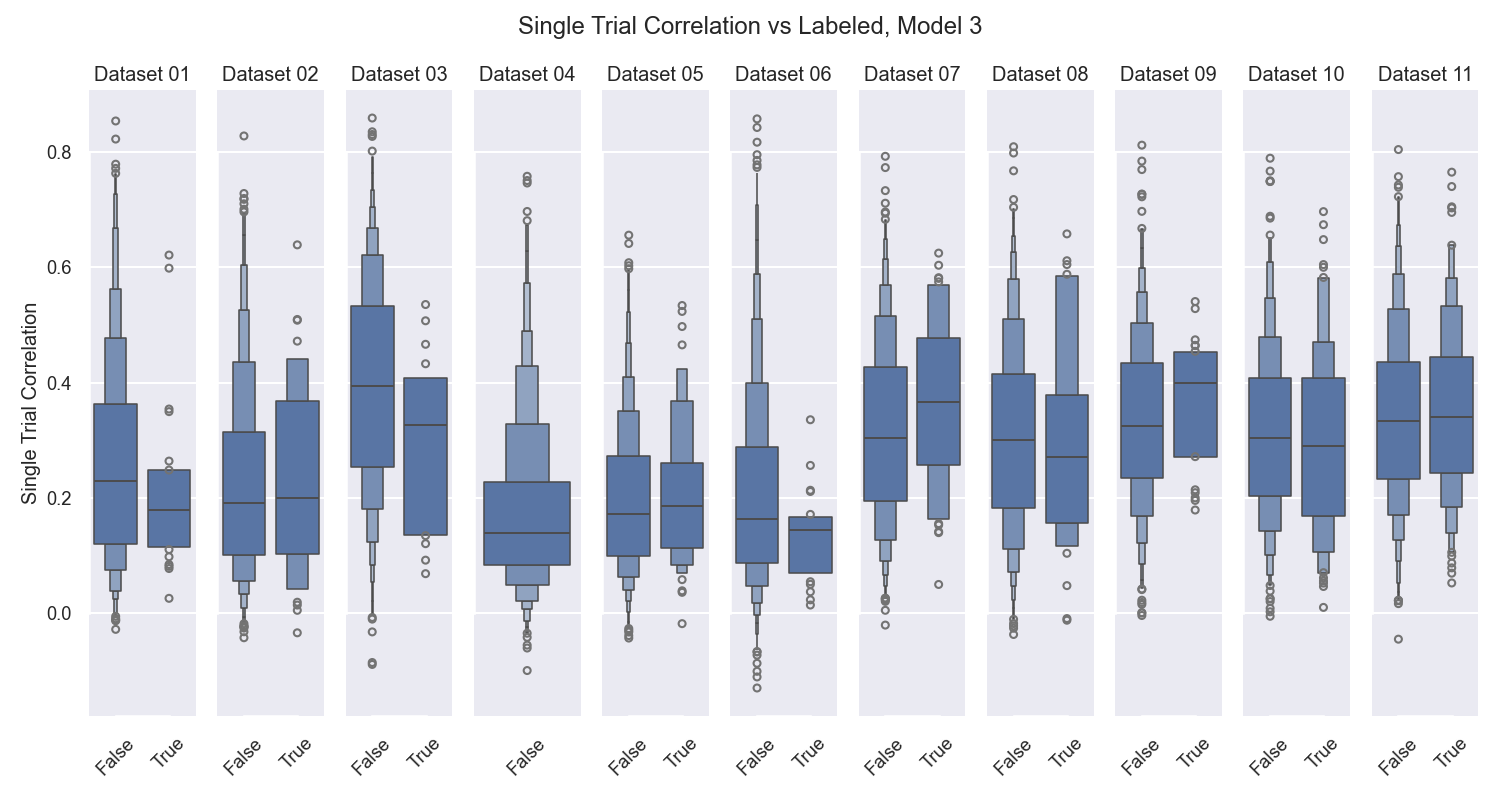 Single Trial Correlation vs Labeled, Model 3
Dataset 01 Dataset 02 Dataset 03 Dataset 04 Dataset 05 Dataset 06 Dataset 07 Dataset 08 Dataset 09 Dataset 10 Dataset 11
Single Trial Correlation
0.8
0.6
0.4
0.2
0.0
False True False True False True False False True False True False True False True False True False True False True